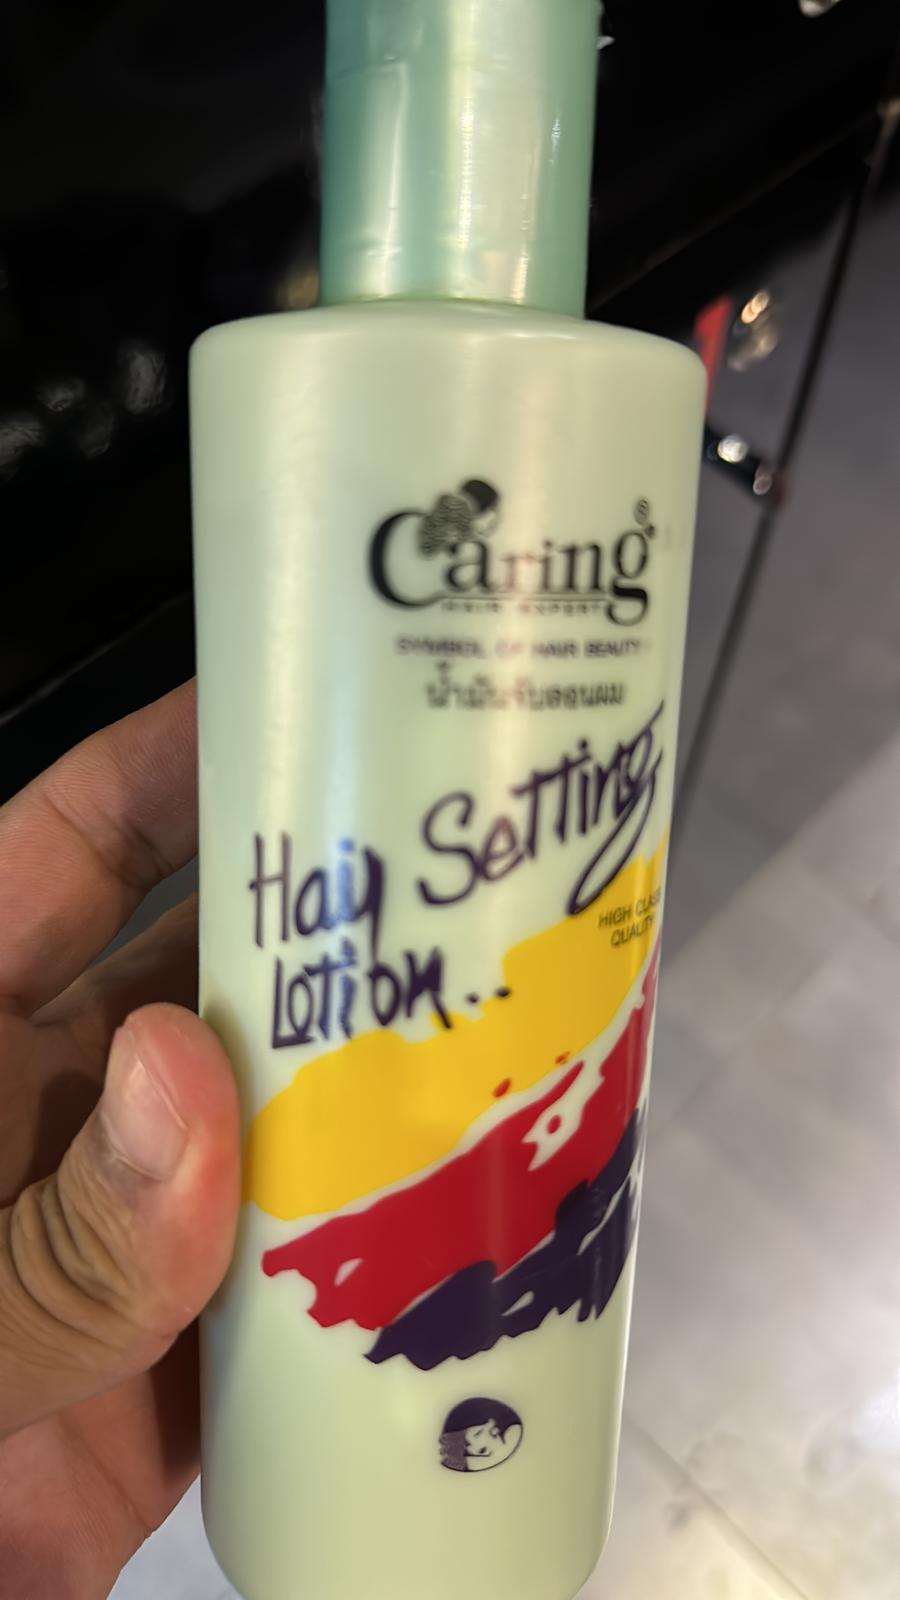 Caring®
HAIR EXPERT
SYMBOL OF HAIR BEAUTY
น้ำมันจับลอนผม
Hair Setting
Lotion..
HIGH CLASS
QUALITY